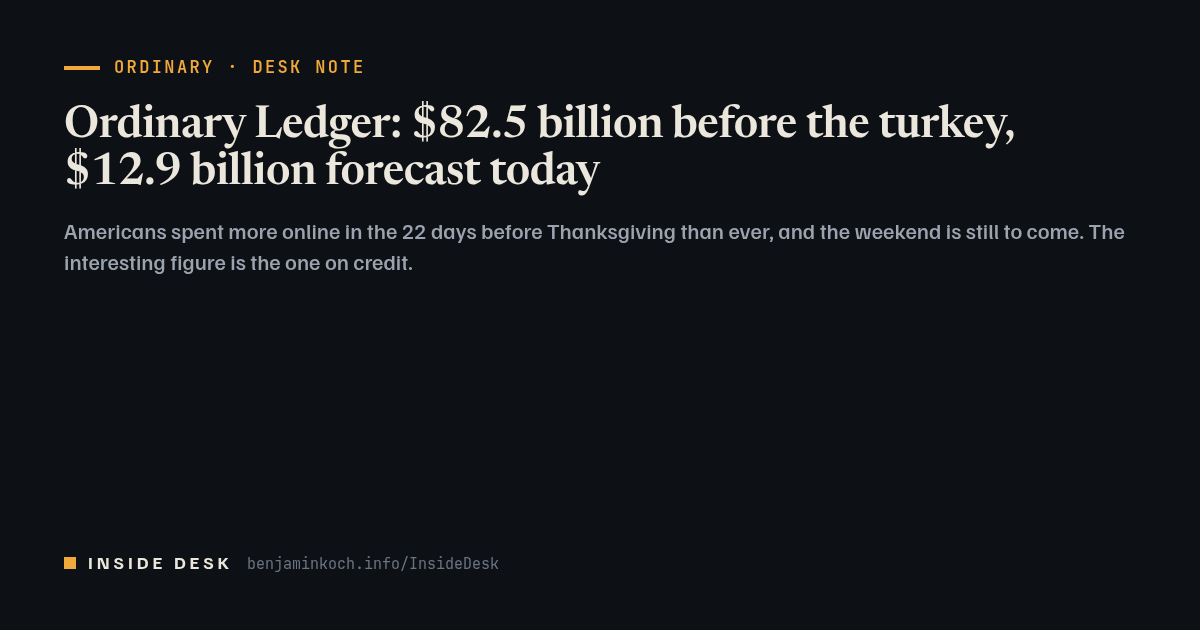 ORDINARY · DESK NOTE
Ordinary Ledger: $82.5 billion before the turkey,
$12.9 billion forecast today
Americans spent more online in the 22 days before Thanksgiving than ever, and the weekend is still to come. The
interesting figure is the one on credit.
INSIDE DESK benjaminkoch.info/InsideDesk